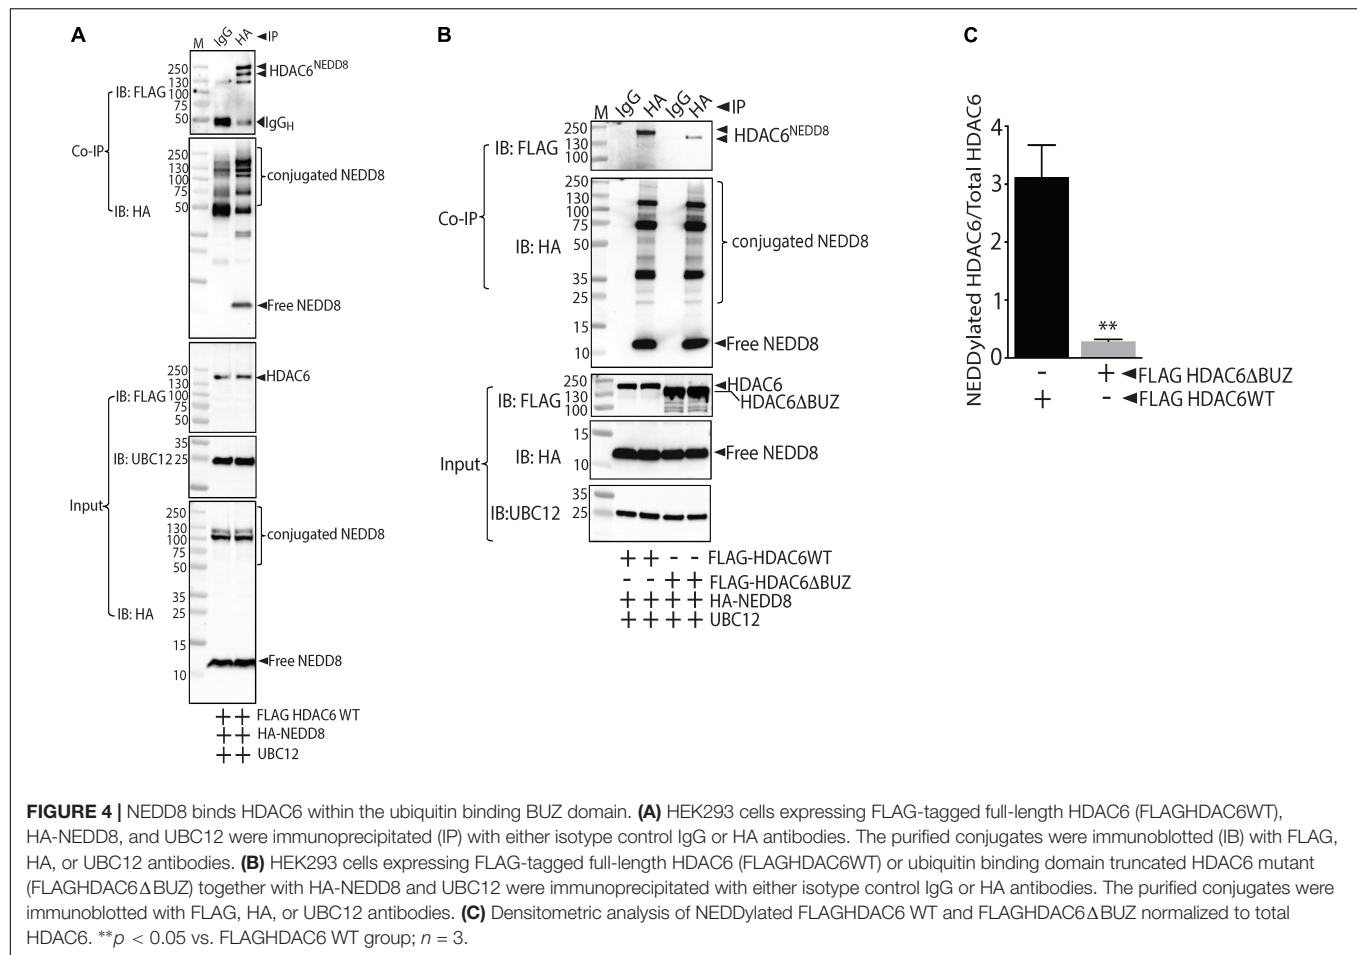 A
M IgG HA ◄IP
250
130
100
75
50
IB: FLAG
HDAC6NEDD8
IgGH
Co-IP
250
130
100
75
50
conjugated NEDD8
IB: HA
Free NEDD8
250
130
100
75
50
HDAC6
IB: FLAG
35
25
IB: UBC12
Input
250
130
100
75
50
35
25
15
10
conjugated NEDD8
IB: HA
Free NEDD8
+ + FLAG HDAC6 WT
+ + HA-NEDD8
+ + UBC12
B
M IgG HA IgG HA ◄IP
250
130
100
IB: FLAG
HDAC6NEDD8
Co-IP
250
130
100
75
50
35
25
15
10
IB: HA
conjugated NEDD8
Free NEDD8
250
130
100
IB: FLAG
HDAC6
HDAC6ΔBUZ
Input
15
10
IB: HA
Free NEDD8
35
25
IB:UBC12
+ + - - FLAG-HDAC6WT
- - + + FLAG-HDAC6ΔBUZ
+ + + + HA-NEDD8
+ + + + UBC12
C
NEDDylated HDAC6/Total HDAC6
4
3
2
1
0
**
- + ◄FLAG HDAC6ΔBUZ
+ - ◄FLAG HDAC6WT
FIGURE 4 | NEDD8 binds HDAC6 within the ubiquitin binding BUZ domain. (A) HEK293 cells expressing FLAG-tagged full-length HDAC6 (FLAGHDAC6WT),
HA-NEDD8, and UBC12 were immunoprecipitated (IP) with either isotype control IgG or HA antibodies. The purified conjugates were immunoblotted (IB) with FLAG,
HA, or UBC12 antibodies. (B) HEK293 cells expressing FLAG-tagged full-length HDAC6 (FLAGHDAC6WT) or ubiquitin binding domain truncated HDAC6 mutant
(FLAGHDAC6ΔBUZ) together with HA-NEDD8 and UBC12 were immunoprecipitated with either isotype control IgG or HA antibodies. The purified conjugates were
immunoblotted with FLAG, HA, or UBC12 antibodies. (C) Densitometric analysis of NEDDylated FLAGHDAC6 WT and FLAGHDAC6ΔBUZ normalized to total
HDAC6. **p < 0.05 vs. FLAGHDAC6 WT group; n = 3.